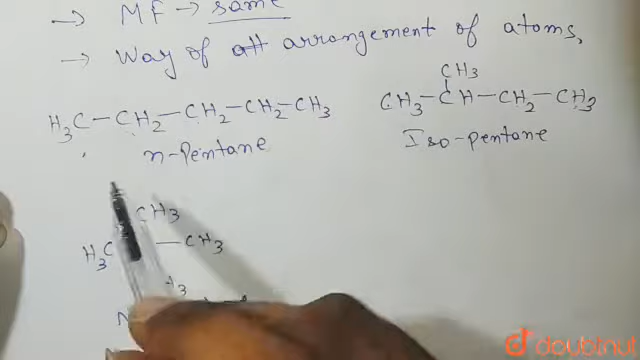 → MF → same
→ Way of arrangement of atoms,
H3C-CH2-CH2-CH2-CH3
n-Pentane
CH3
CH3-CH-CH2-CH3
Iso-pentane
CH3
H3C -CH3
doubtnut